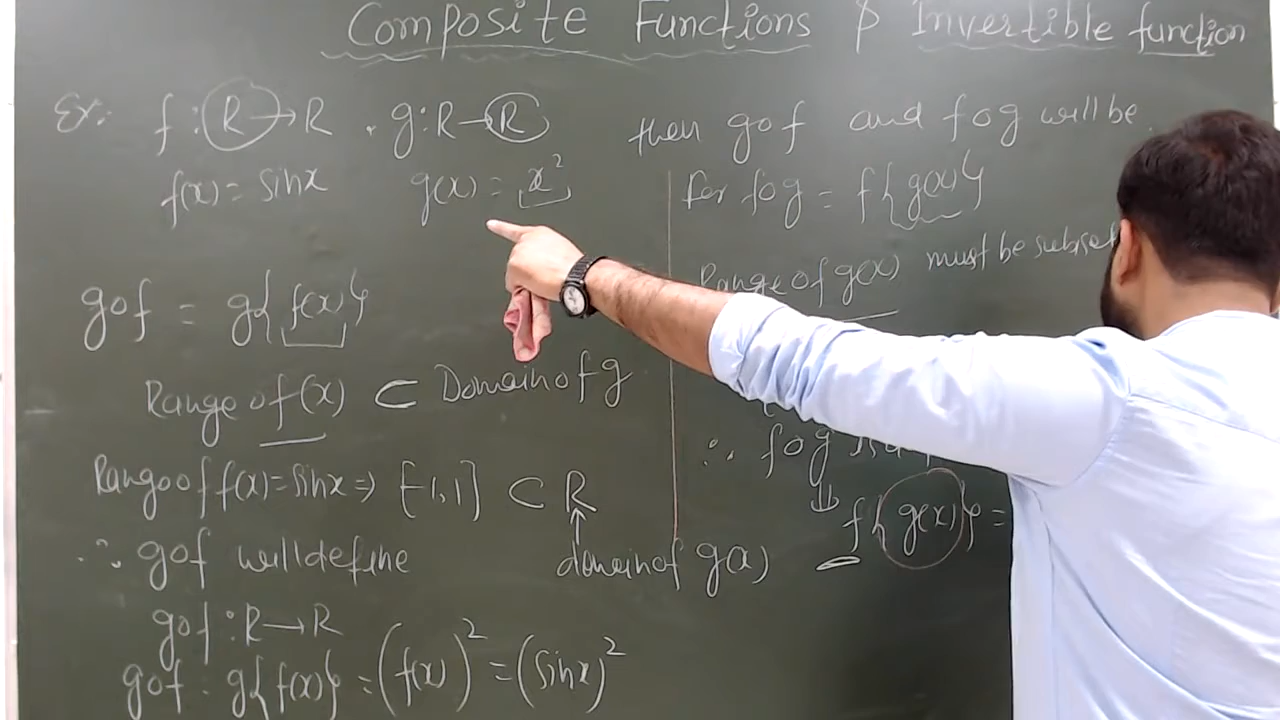 Composite Functions & Invertible function
Ex: f : R → R . g : R → R then gof and fog will be
f(x) = sinx g(x) = x²
gof = g{f(x)}
Range of f(x) ⊂ Domain of g
Range of f(x) = sinx ⇒ [-1,1] ⊂ R
∴ gof will define domain of g(x)
gof : R → R
gof : g{f(x)} = (f(x))² = (sinx)²
for fog = f{g(x)}
Range of g(x) must be subset
∴ fog is
f{g(x)} =